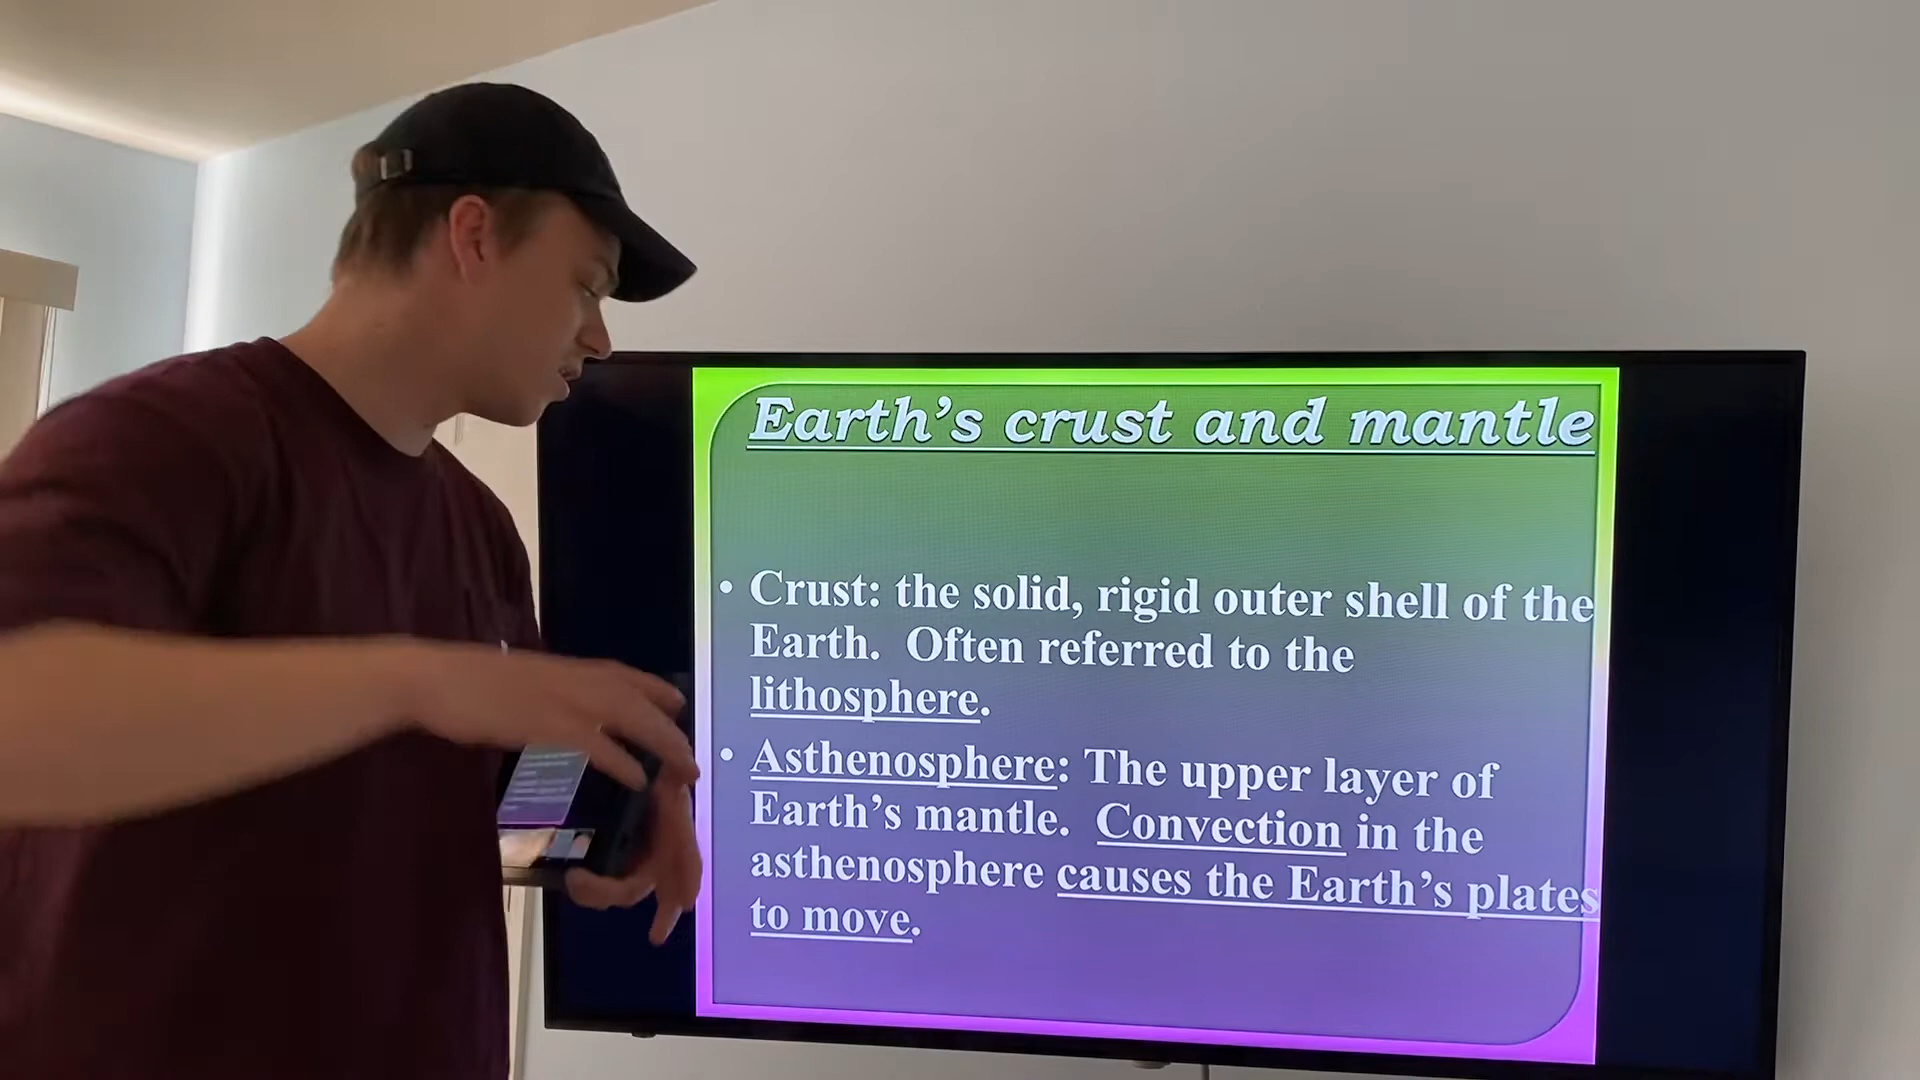 Earth’s crust and mantle
• Crust: the solid, rigid outer shell of the
Earth. Often referred to the
lithosphere.
• Asthenosphere: The upper layer of
Earth’s mantle. Convection in the
asthenosphere causes the Earth’s plates
to move.